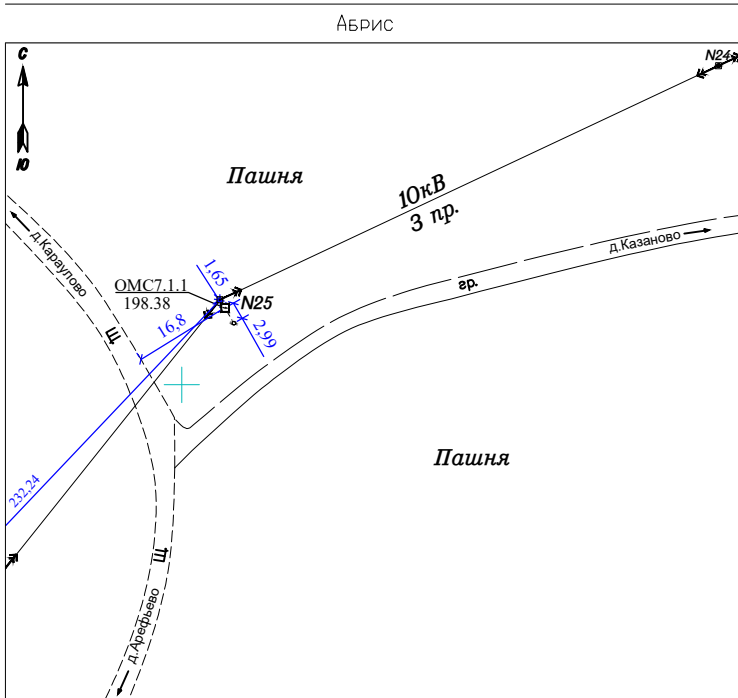 Абрис
С
N24
Пашня
10кВ
3 пр.
д.Караулово
д.Казаново
1,65
гр.
ОМС7.1.1
198.38
N25
16,8
2,99
Щ
Пашня
232,24
Щ
д.Арефьево
Ю